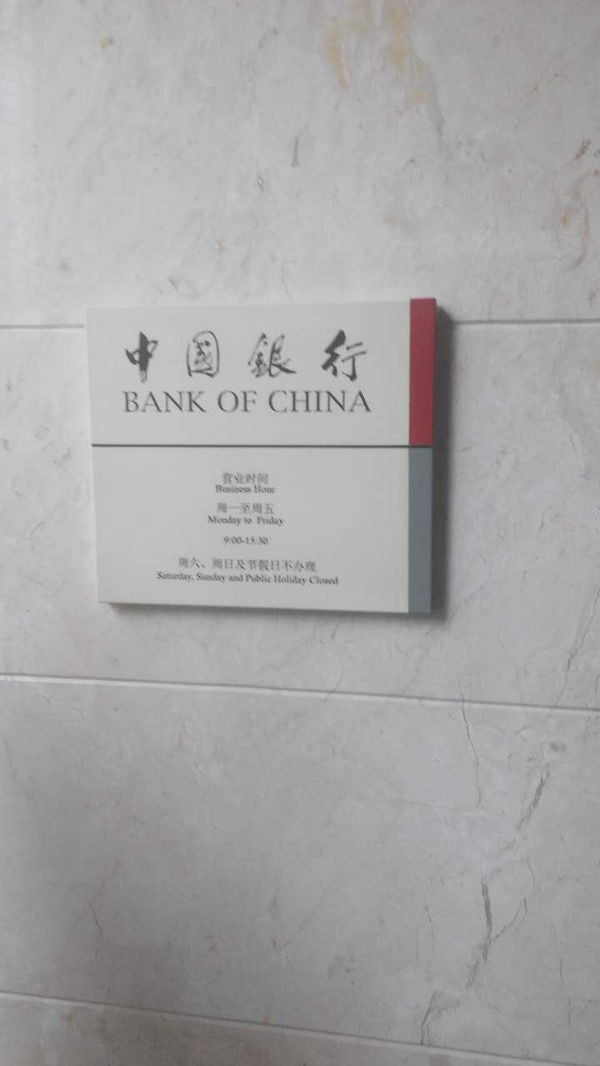 中國銀行
BANK OF CHINA
营业时间
Business Hour
周一至周五
Monday to Friday
9:00-15:30
周六、周日及节假日不办理
Saturday, Sunday and Public Holiday Closed